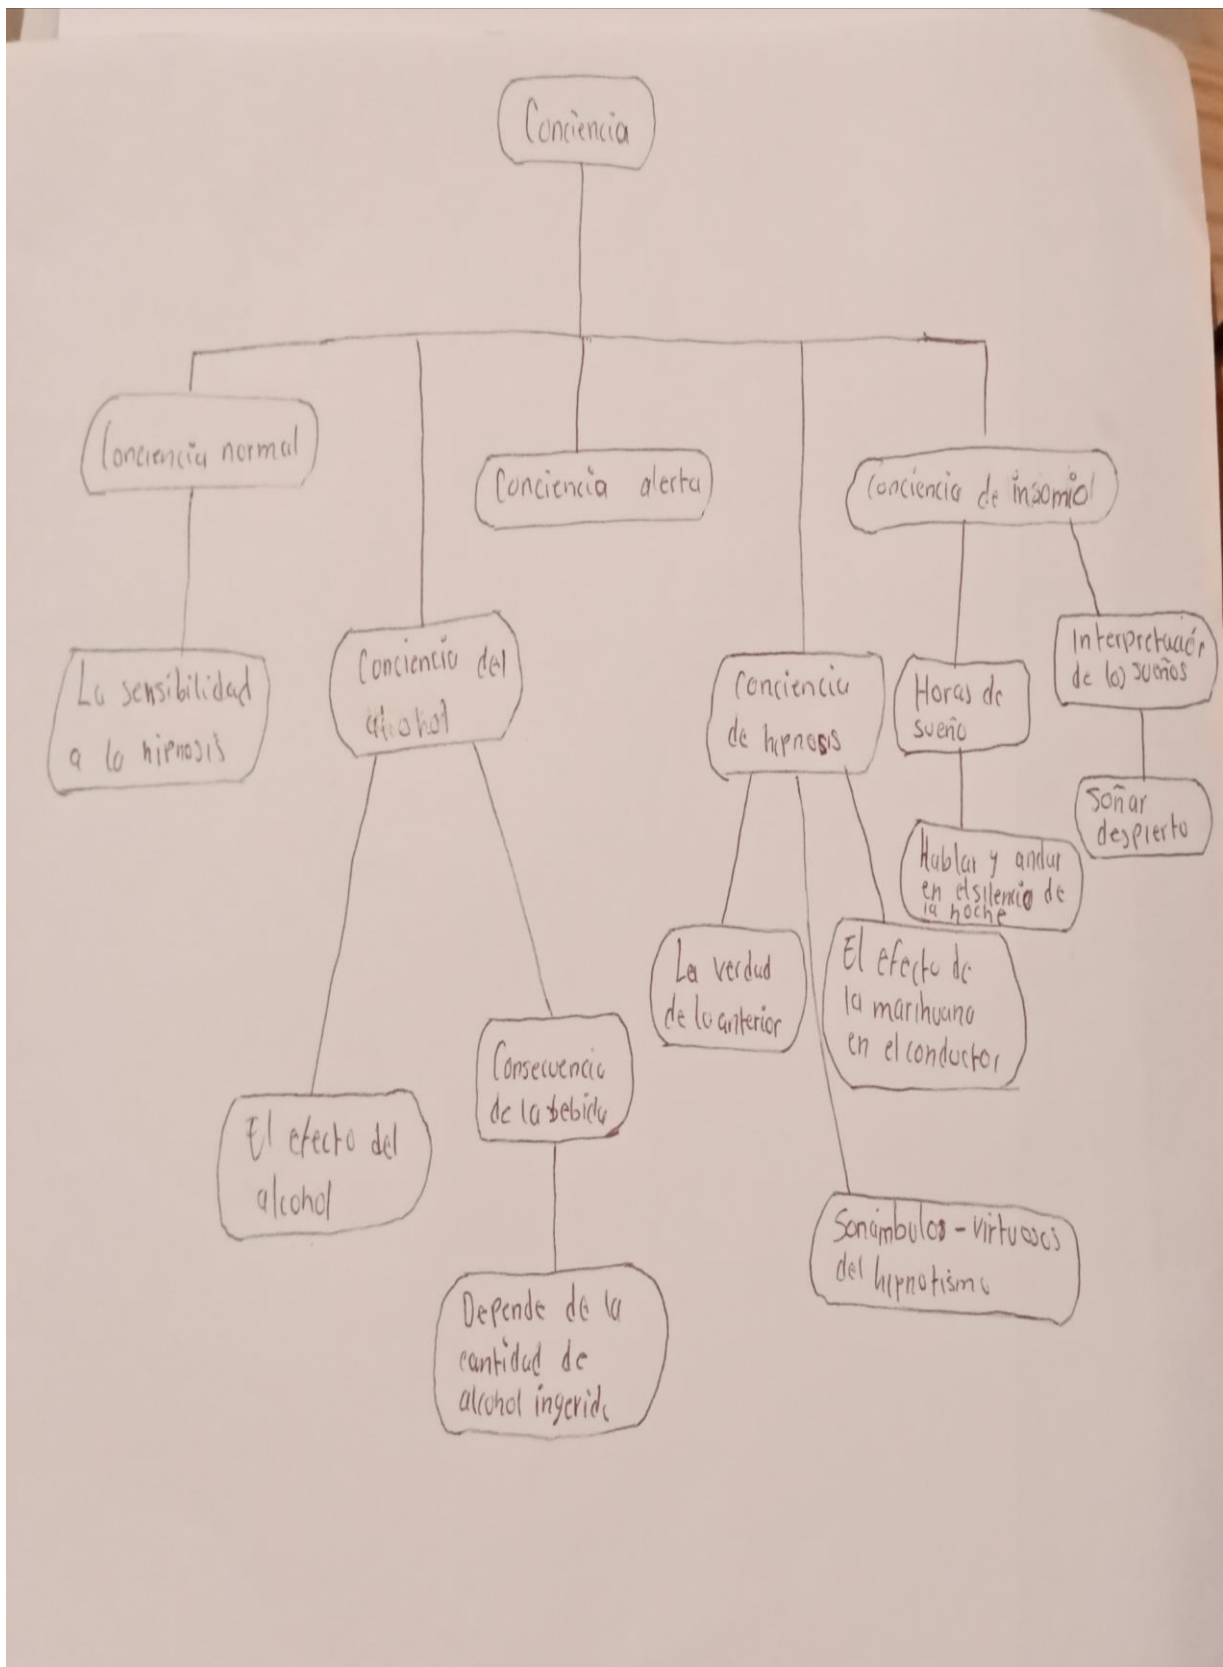 Conciencia
Conciencia normal
Conciencia alerta
Conciencia de insomiol
La sensibilidad
a la hipnosis
Conciencia del
alcohol
Conciencia
de hipnosis
Horas de
sueño
Interpretación
de los sueños
Soñar
despierto
Hablar y andar
en el silencio de
la noche
La verdad
de lo anterior
El efecto de
la marihuana
en el conductor
El efecto del
alcohol
Consecuencia
de la bebida
Sonámbulos - virtuosos
del hipnotismo
Depende de la
cantidad de
alcohol ingerido